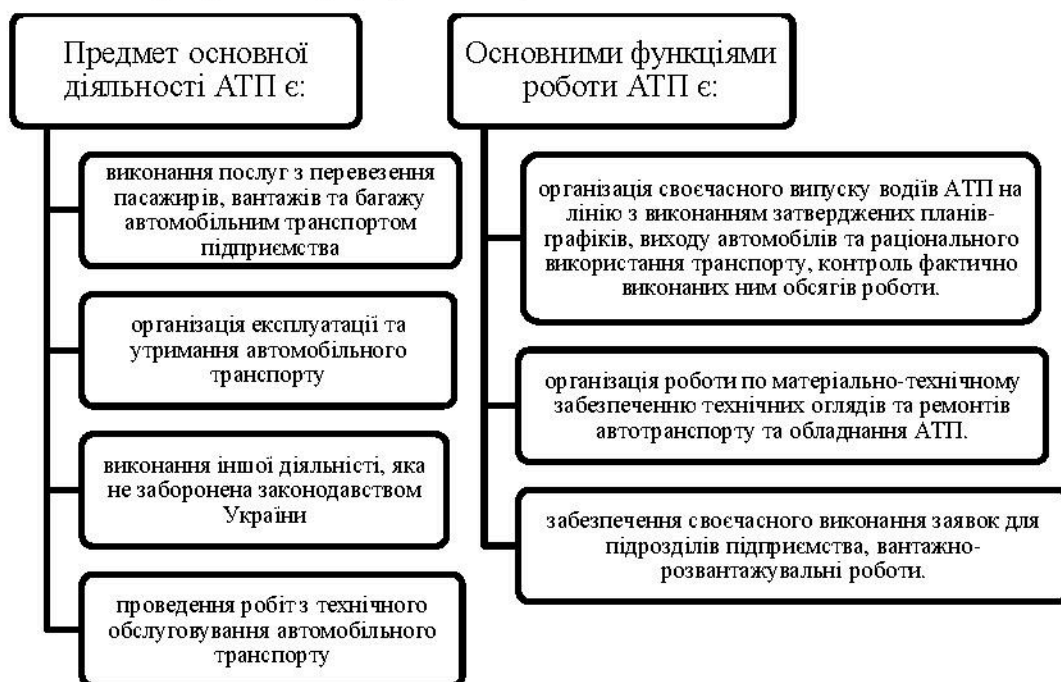 Предмет основної
діяльності АТП є:
виконання послуг з перевезення
пасажирів, вантажів та багажу
автомобільним транспортом
підприємства
організація експлуатації та
утримання автомобільного
транспорту
виконання іншої діяльністі, яка
не заборонена законодавством
України
проведення робіт з технічного
обслуговування автомобільного
транспорту
Основними функціями
роботи АТП є:
організація своєчасного випуску водіїв АТП на
лінію з виконанням затверджених планів-
графіків, виходу автомобілів та раціонального
використання транспорту, контроль фактично
виконаних ним обсягів роботи.
організація роботи по матеріально-технічному
забезпеченню технічних оглядів та ремонтів
автотранспорту та обладнання АТП.
забезпечення своєчасного виконання заявок для
підрозділів підприємства, вантажно-
розвантажувальні роботи.